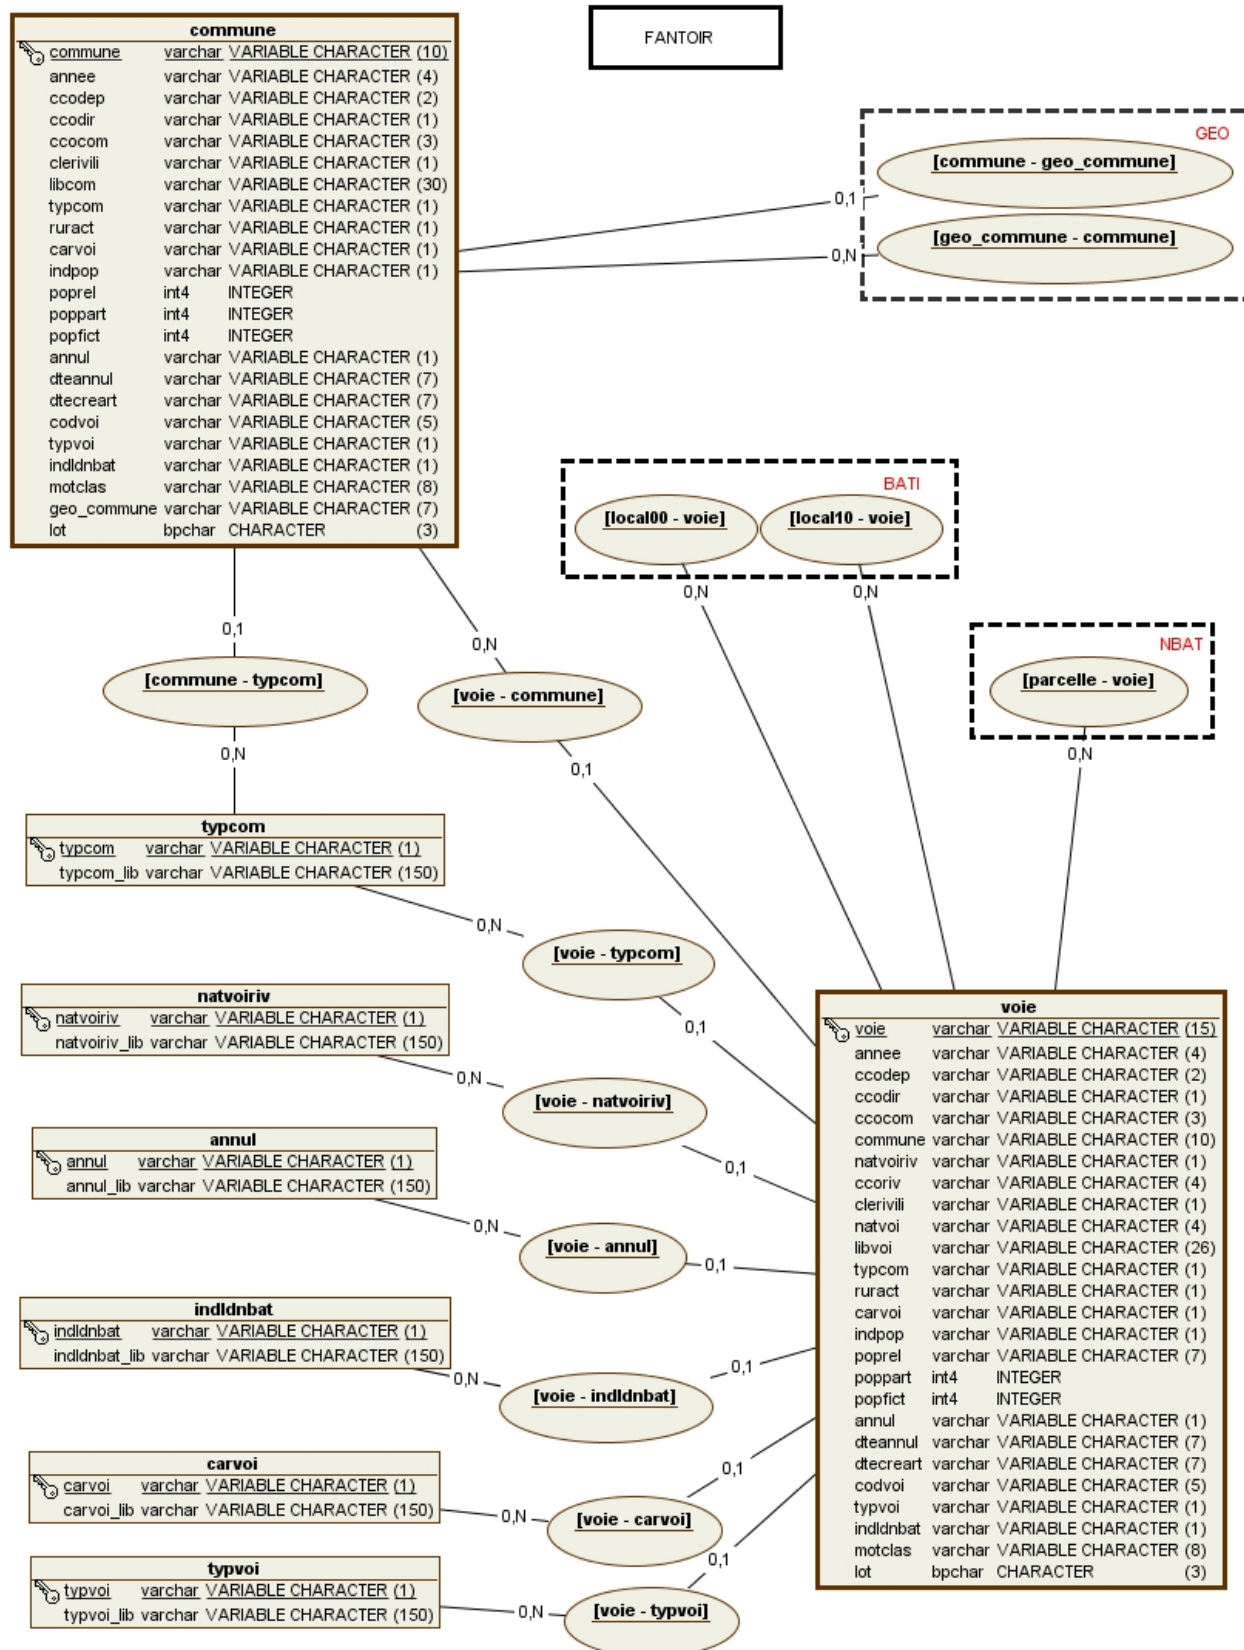 commune
commune varchar VARIABLE CHARACTER (10)
annee varchar VARIABLE CHARACTER (4)
ccodep varchar VARIABLE CHARACTER (2)
ccodir varchar VARIABLE CHARACTER (1)
ccocom varchar VARIABLE CHARACTER (3)
clerivili varchar VARIABLE CHARACTER (1)
libcom varchar VARIABLE CHARACTER (30)
typcom varchar VARIABLE CHARACTER (1)
ruract varchar VARIABLE CHARACTER (1)
carvoi varchar VARIABLE CHARACTER (1)
indpop varchar VARIABLE CHARACTER (1)
poprel int4 INTEGER
poppart int4 INTEGER
popfict int4 INTEGER
annul varchar VARIABLE CHARACTER (1)
dteannul varchar VARIABLE CHARACTER (7)
dtecreart varchar VARIABLE CHARACTER (7)
codvoi varchar VARIABLE CHARACTER (5)
typvoi varchar VARIABLE CHARACTER (1)
indldnbat varchar VARIABLE CHARACTER (1)
motclas varchar VARIABLE CHARACTER (8)
geo_commune varchar VARIABLE CHARACTER (7)
lot bpchar CHARACTER (3)
FANTOIR
GEO
[commune - geo_commune]
0,1
[geo_commune - commune]
0,N
BATI
[local00 - voie]
[local10 - voie]
0,N
0,N
NBAT
[parcelle - voie]
0,N
0,1
[commune - typcom]
0,N
0,N
[voie - commune]
0,1
typcom
typcom varchar VARIABLE CHARACTER (1)
typcom_lib varchar VARIABLE CHARACTER (150)
0,N
[voie - typcom]
0,1
natvoiriv
natvoiriv varchar VARIABLE CHARACTER (1)
natvoiriv_lib varchar VARIABLE CHARACTER (150)
0,N
[voie - natvoiriv]
0,1
annul
annul varchar VARIABLE CHARACTER (1)
annul_lib varchar VARIABLE CHARACTER (150)
0,N
[voie - annul]
0,1
indldnbat
indldnbat varchar VARIABLE CHARACTER (1)
indldnbat_lib varchar VARIABLE CHARACTER (150)
0,N
[voie - indldnbat]
0,1
carvoi
carvoi varchar VARIABLE CHARACTER (1)
carvoi_lib varchar VARIABLE CHARACTER (150)
0,N
[voie - carvoi]
0,1
typvoi
typvoi varchar VARIABLE CHARACTER (1)
typvoi_lib varchar VARIABLE CHARACTER (150)
0,N
[voie - typvoi]
0,1
voie
voie varchar VARIABLE CHARACTER (15)
annee varchar VARIABLE CHARACTER (4)
ccodep varchar VARIABLE CHARACTER (2)
ccodir varchar VARIABLE CHARACTER (1)
ccocom varchar VARIABLE CHARACTER (3)
commune varchar VARIABLE CHARACTER (10)
natvoiriv varchar VARIABLE CHARACTER (1)
ccoriv varchar VARIABLE CHARACTER (4)
clerivili varchar VARIABLE CHARACTER (1)
natvoi varchar VARIABLE CHARACTER (4)
libvoi varchar VARIABLE CHARACTER (26)
typcom varchar VARIABLE CHARACTER (1)
ruract varchar VARIABLE CHARACTER (1)
carvoi varchar VARIABLE CHARACTER (1)
indpop varchar VARIABLE CHARACTER (1)
poprel varchar VARIABLE CHARACTER (7)
poppart int4 INTEGER
popfict int4 INTEGER
annul varchar VARIABLE CHARACTER (1)
dteannul varchar VARIABLE CHARACTER (7)
dtecreart varchar VARIABLE CHARACTER (7)
codvoi varchar VARIABLE CHARACTER (5)
typvoi varchar VARIABLE CHARACTER (1)
indldnbat varchar VARIABLE CHARACTER (1)
motclas varchar VARIABLE CHARACTER (8)
lot bpchar CHARACTER (3)